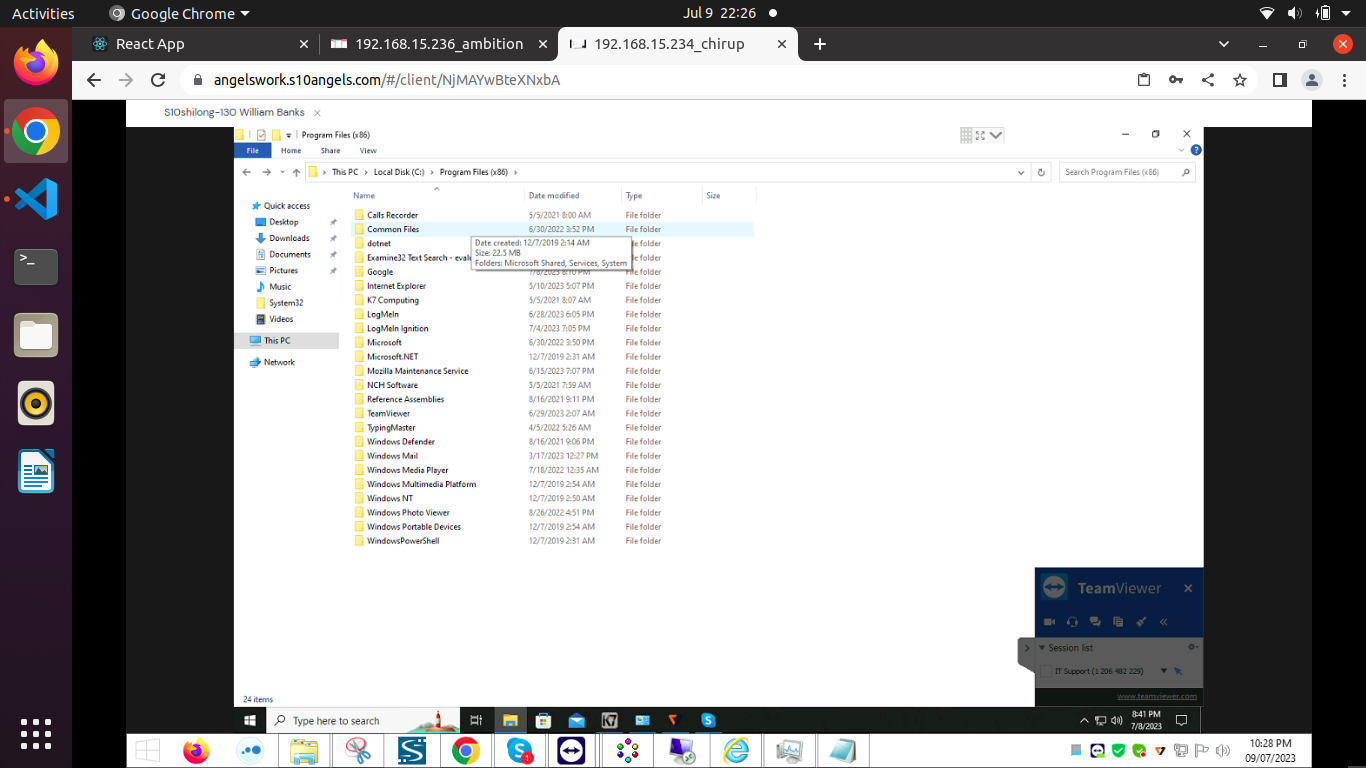 Activities
Google Chrome
Jul 9 22:26
React App
192.168.15.236_ambition
192.168.15.234_chirup
angelswork.s10angels.com/#/client/NjMAYwBteXNxbA
S10shilong-130 William Banks
Program Files (x86)
File Home Share View
This PC Local Disk (C:) Program Files (x86)
Search Program Files (x86)
Name Date modified Type Size
Quick access
Desktop
Downloads
Documents
Pictures
Music
System32
Videos
This PC
Network
Calls Recorder 5/5/2021 8:00 AM File folder
Common Files 6/30/2022 3:52 PM File folder
dotnet
Date created: 12/7/2019 2:14 AM
Size: 22.5 MB
Folders: Microsoft Shared, Services, System
Examine32 Text Search - evalu
Google 7/8/2023 8:10 PM File folder
Internet Explorer 5/10/2023 5:07 PM File folder
K7 Computing 5/5/2021 8:07 AM File folder
LogMeIn 6/28/2023 6:05 PM File folder
LogMeIn Ignition 7/4/2023 7:05 PM File folder
Microsoft 6/30/2022 3:50 PM File folder
Microsoft.NET 12/7/2019 2:31 AM File folder
Mozilla Maintenance Service 6/15/2023 7:07 PM File folder
NCH Software 5/5/2021 7:59 AM File folder
Reference Assemblies 8/16/2021 9:11 PM File folder
TeamViewer 6/29/2023 2:07 AM File folder
TypingMaster 4/5/2022 5:26 AM File folder
Windows Defender 8/16/2021 9:06 PM File folder
Windows Mail 3/17/2023 12:27 PM File folder
Windows Media Player 7/18/2022 12:35 AM File folder
Windows Multimedia Platform 12/7/2019 2:54 AM File folder
Windows NT 12/7/2019 2:50 AM File folder
Windows Photo Viewer 8/26/2022 4:51 PM File folder
Windows Portable Devices 12/7/2019 2:54 AM File folder
WindowsPowerShell 12/7/2019 2:31 AM File folder
24 items
TeamViewer
Session list
IT Support (1 206 482 229)
www.teamviewer.com
Type here to search
8:41 PM
7/8/2023
10:28 PM
09/07/2023